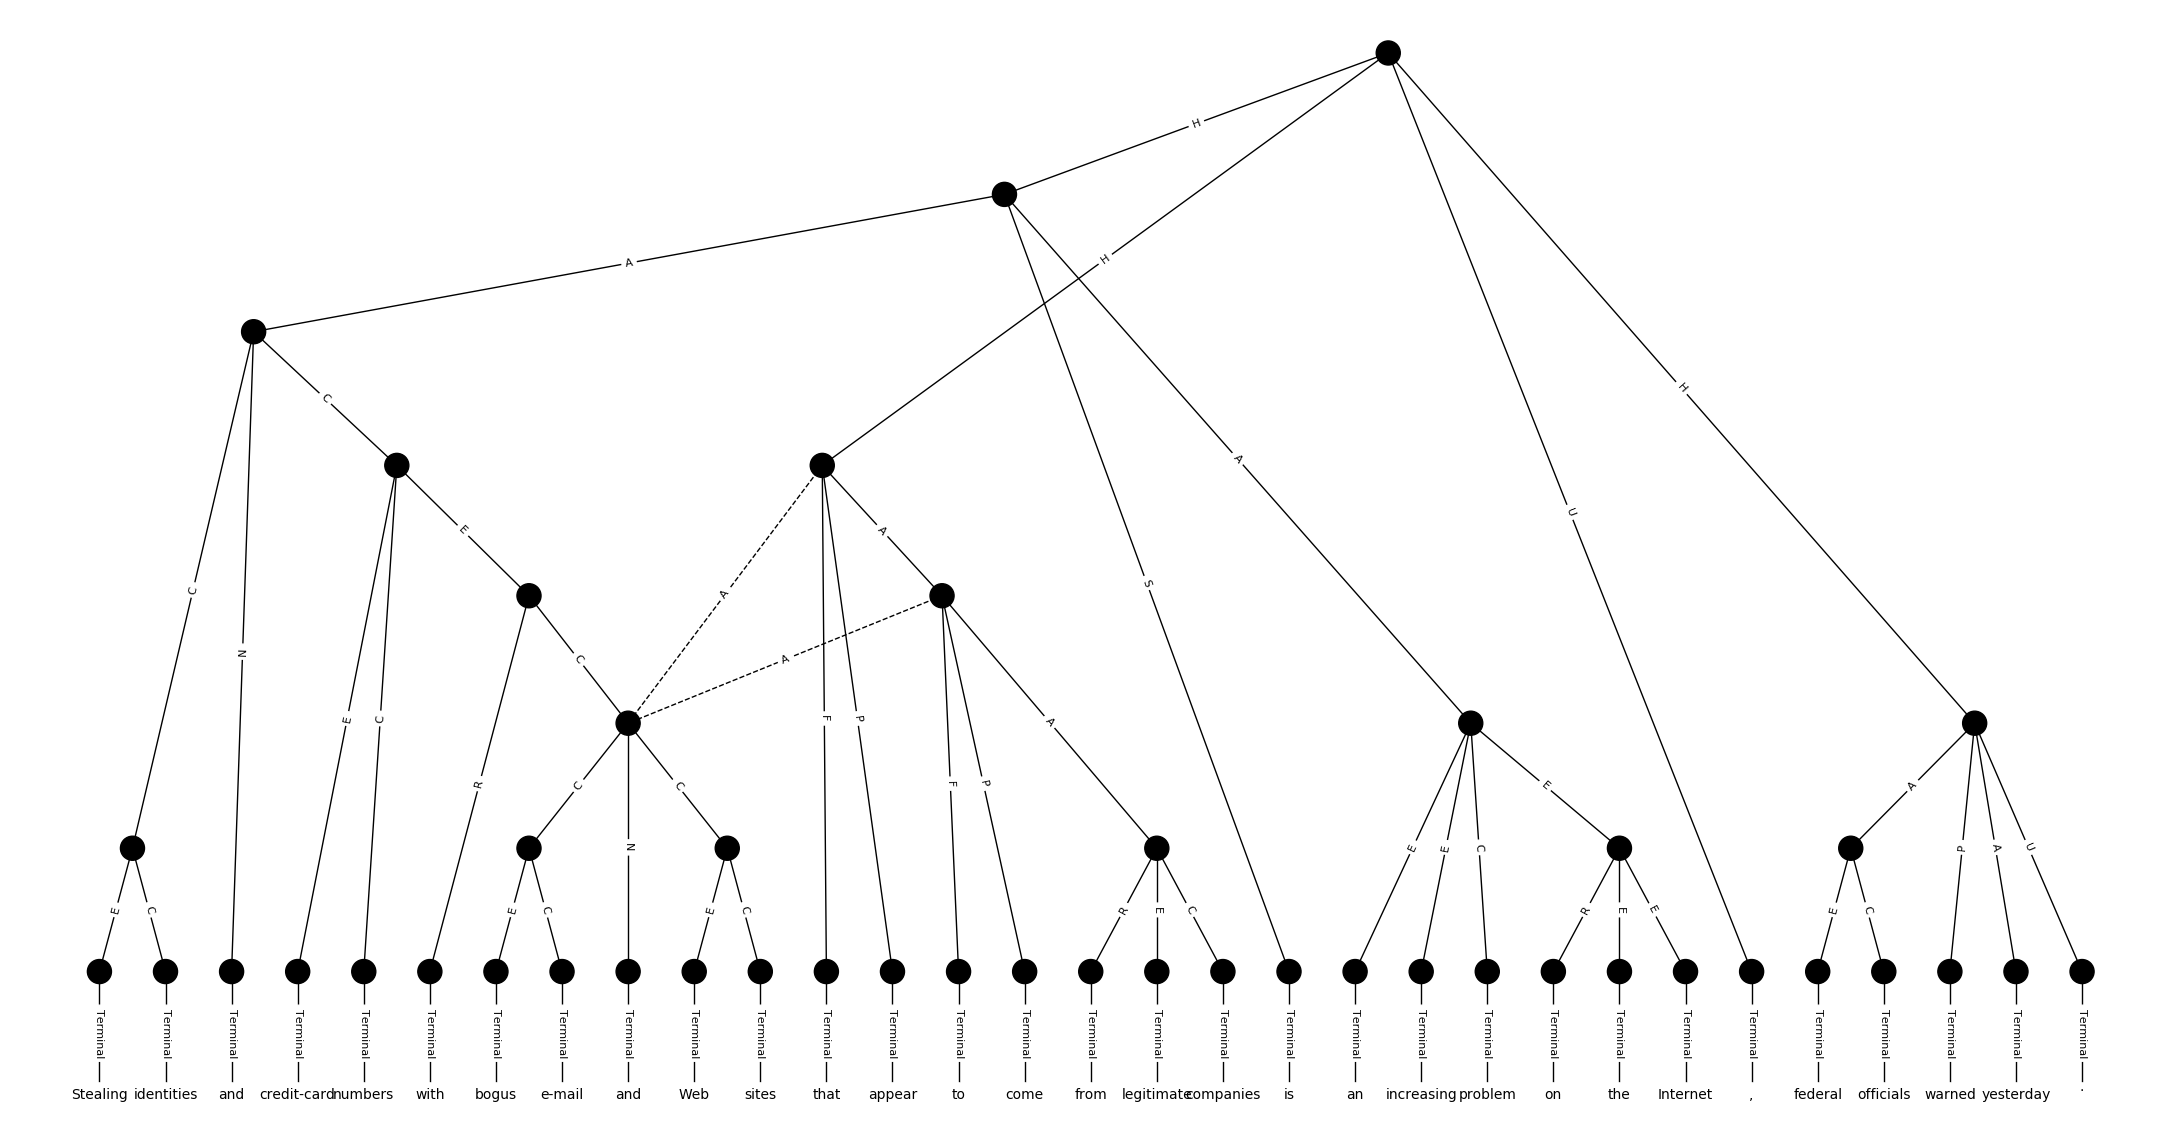 H
A H
H
C
A
E A U
C S
A C A
N C A
E C F P
R C N C F P A E A
E E C P A U
E C E C E C R E C R E E E C
Terminal Terminal Terminal Terminal Terminal Terminal Terminal Terminal Terminal Terminal Terminal Terminal Terminal Terminal Terminal Terminal Terminal Terminal Terminal Terminal Terminal Terminal Terminal Terminal Terminal Terminal Terminal Terminal Terminal Terminal Terminal
Stealing identities and credit-card numbers with bogus e-mail and Web sites that appear to come from legitimate companies is an increasing problem on the Internet , federal officials warned yesterday .